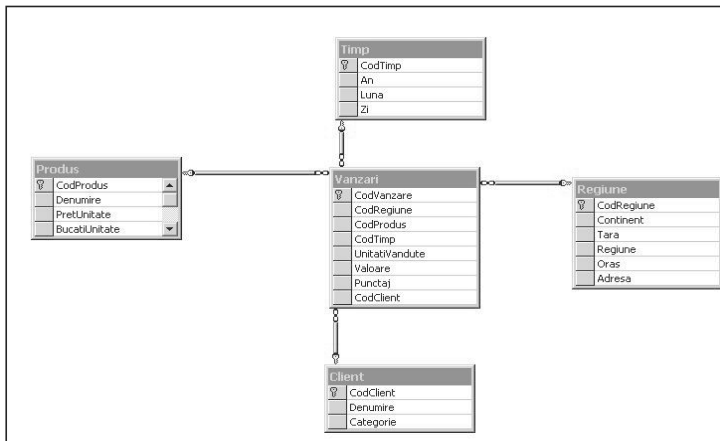 Timp
CodTimp
An
Luna
Zi
Produs
CodProdus
Denumire
PretUnitate
BucatiUnitate
Vanzari
CodVanzare
CodRegiune
CodProdus
CodTimp
UnitatiVandute
Valoare
Punctaj
CodClient
Regiune
CodRegiune
Continent
Tara
Regiune
Oras
Adresa
Client
CodClient
Denumire
Categorie